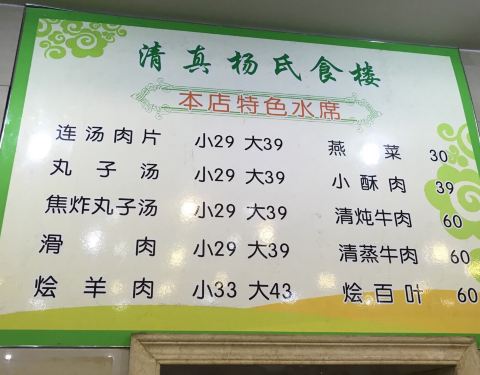 清真杨氏食楼
本店特色水席
连汤肉片 小29 大39 燕菜 30
丸子汤 小29 大39 小酥肉 39
焦炸丸子汤 小29 大39 清炖牛肉 60
滑肉 小29 大39 清蒸牛肉 60
烩羊肉 小33 大43 烩百叶 60